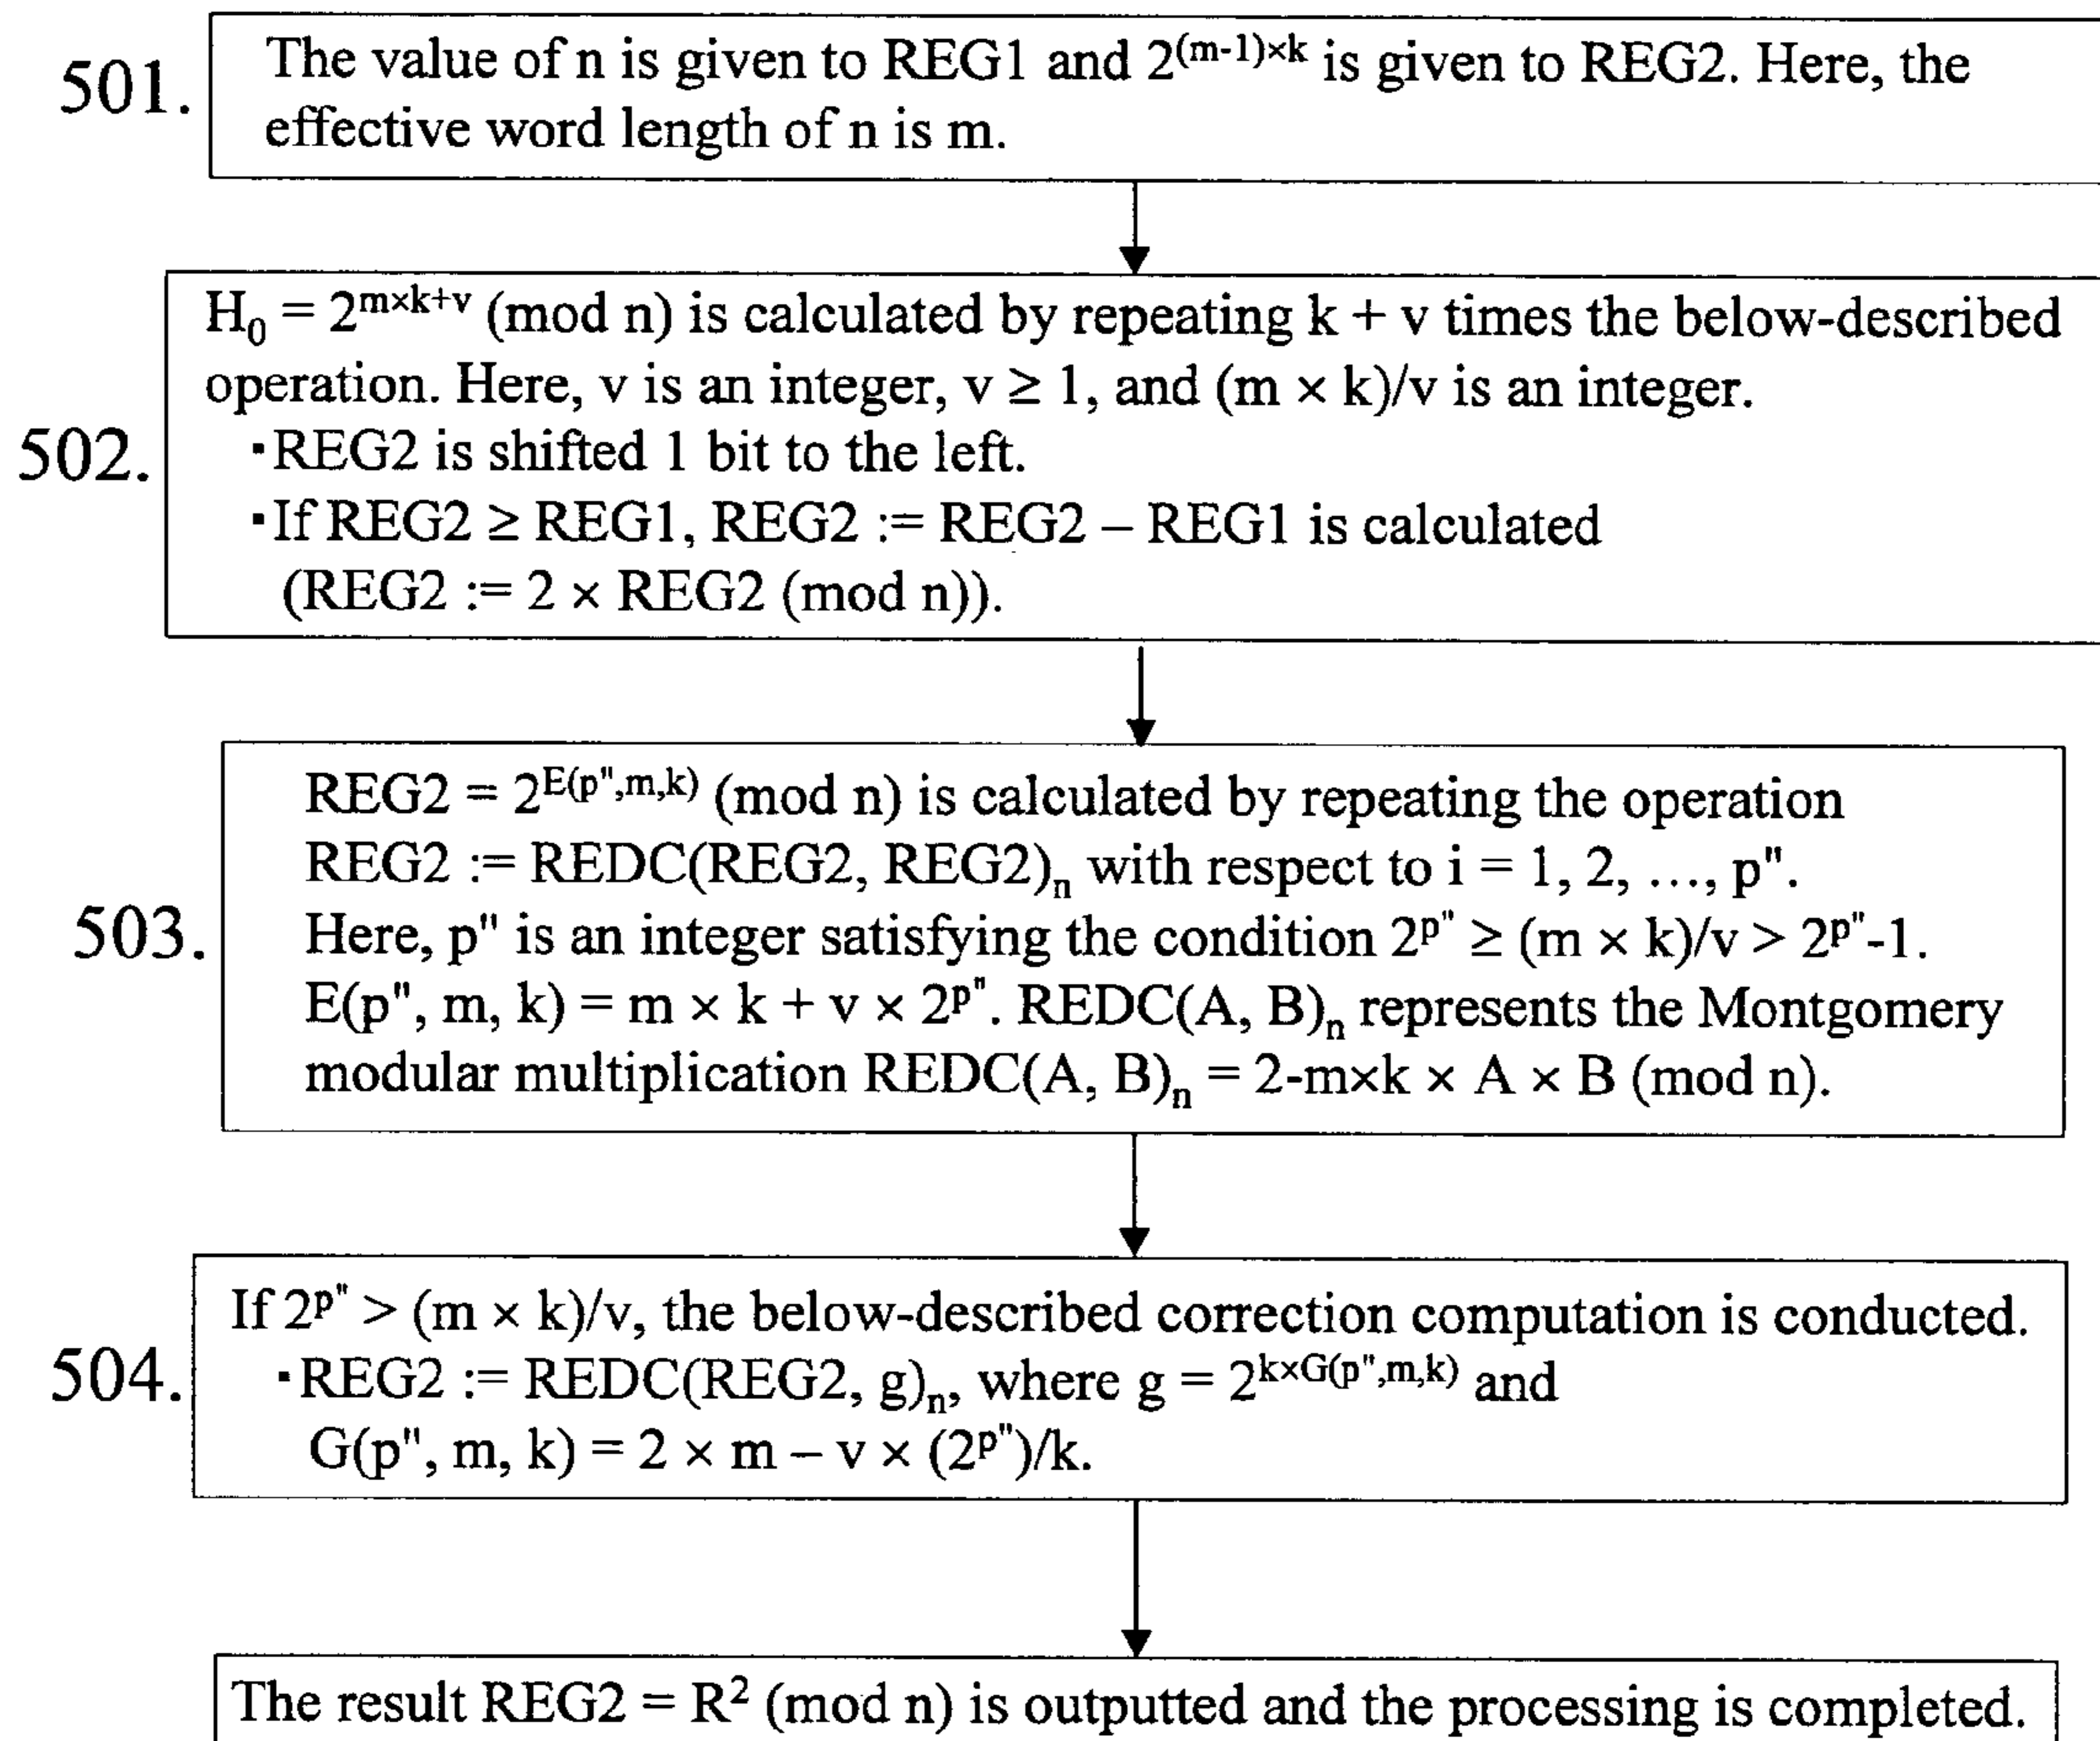 501.
The value of n is given to REG1 and 2^(m-1)×k is given to REG2. Here, the
effective word length of n is m.
502.
H₀ = 2^m×k+v (mod n) is calculated by repeating k + v times the below-described
operation. Here, v is an integer, v ≥ 1, and (m × k)/v is an integer.
▪REG2 is shifted 1 bit to the left.
▪If REG2 ≥ REG1, REG2 := REG2 – REG1 is calculated
(REG2 := 2 × REG2 (mod n)).
503.
REG2 = 2^E(p",m,k) (mod n) is calculated by repeating the operation
REG2 := REDC(REG2, REG2)ₙ with respect to i = 1, 2, ..., p".
Here, p" is an integer satisfying the condition 2^p" ≥ (m × k)/v > 2^p"-1.
E(p", m, k) = m × k + v × 2^p". REDC(A, B)ₙ represents the Montgomery
modular multiplication REDC(A, B)ₙ = 2-m×k × A × B (mod n).
504.
If 2^p" > (m × k)/v, the below-described correction computation is conducted.
▪REG2 := REDC(REG2, g)ₙ, where g = 2^k×G(p",m,k) and
G(p", m, k) = 2 × m – v × (2^p")/k.
The result REG2 = R² (mod n) is outputted and the processing is completed.